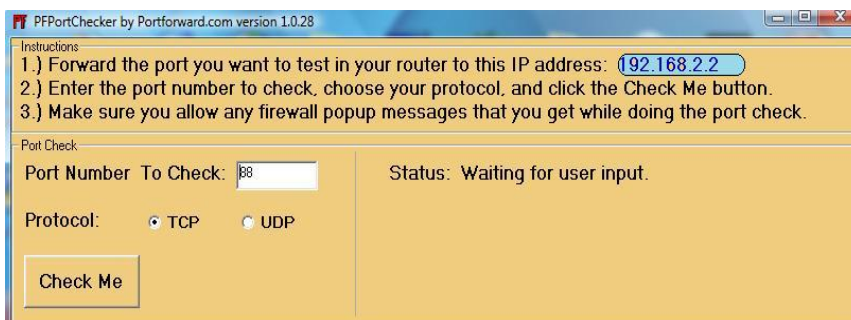 PF PFPortChecker by Portforward.com version 1.0.28
Instructions
1.) Forward the port you want to test in your router to this IP address: 192.168.2.2
2.) Enter the port number to check, choose your protocol, and click the Check Me button.
3.) Make sure you allow any firewall popup messages that you get while doing the port check.
Port Check
Port Number To Check: 88
Status: Waiting for user input.
Protocol: TCP UDP
Check Me